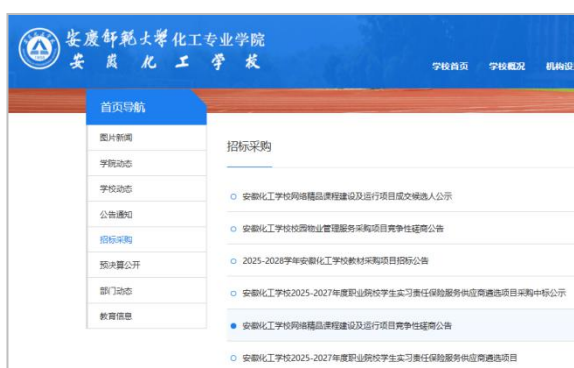 安庆师范大学化工专业学院
安徽化工学校
学校首页 学校概况 机构设
首页导航
图片新闻
学院动态
学校动态
公告通知
招标采购
预决算公开
部门动态
教育信息
招标采购
安徽化工学校网络精品课程建设及运行项目成交候选人公示
安徽化工学校校园物业管理服务采购项目竞争性磋商公告
2025-2028学年安徽化工学校教材采购项目招标公告
安徽化工学校2025-2027年度职业院校学生实习责任保险服务供应商遴选项目采购中标公示
安徽化工学校网络精品课程建设及运行项目竞争性磋商公告
安徽化工学校2025-2027年度职业院校学生实习责任保险服务供应商遴选项目